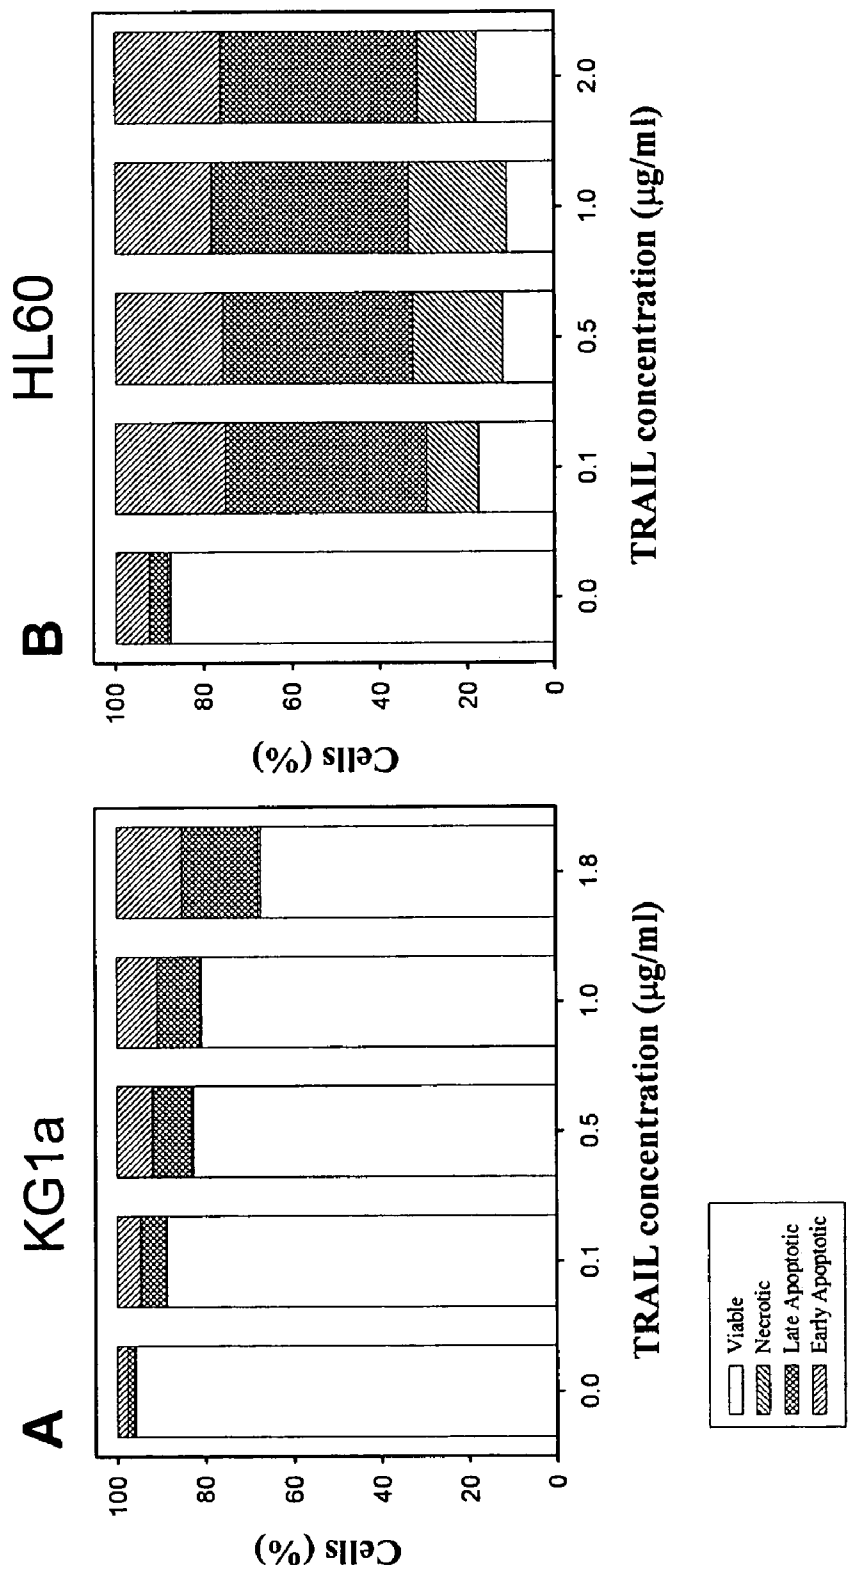 A
KG1a
100
80
60
40
20
0
Cells (%)
0.0 0.1 0.5 1.0 1.8
TRAIL concentration (µg/ml)
B
HL60
100
80
60
40
20
0
Cells (%)
0.0 0.1 0.5 1.0 2.0
TRAIL concentration (µg/ml)
Viable
Necrotic
Late Apoptotic
Early Apoptotic